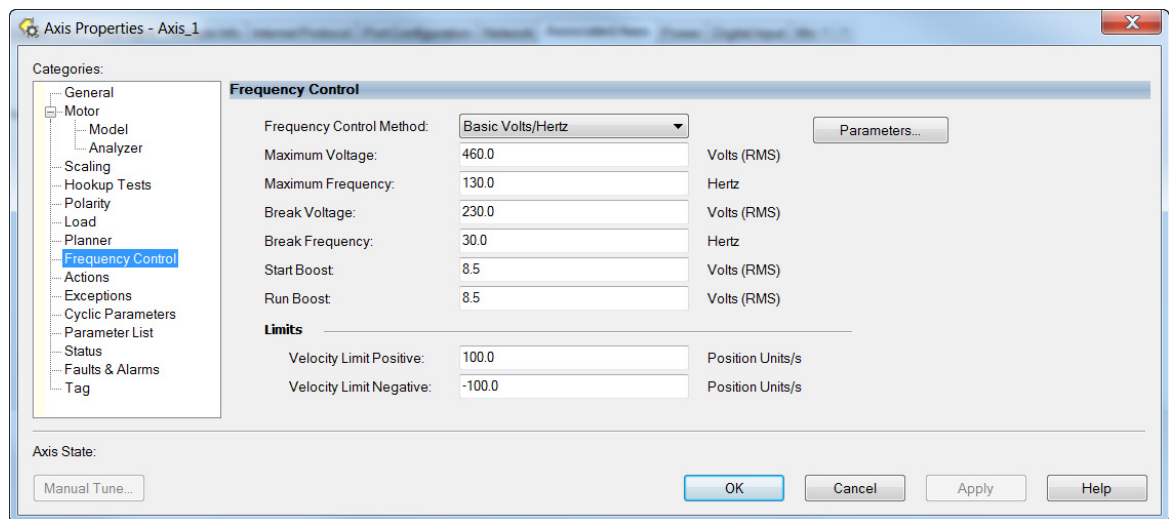 Axis Properties - Axis_1
X
Categories:
General
Motor
Model
Analyzer
Scaling
Hookup Tests
Polarity
Load
Planner
Frequency Control
Actions
Exceptions
Cyclic Parameters
Parameter List
Status
Faults & Alarms
Tag
Frequency Control
Frequency Control Method: Basic Volts/Hertz Parameters...
Maximum Voltage: 460.0 Volts (RMS)
Maximum Frequency: 130.0 Hertz
Break Voltage: 230.0 Volts (RMS)
Break Frequency: 30.0 Hertz
Start Boost: 8.5 Volts (RMS)
Run Boost: 8.5 Volts (RMS)
Limits
Velocity Limit Positive: 100.0 Position Units/s
Velocity Limit Negative: -100.0 Position Units/s
Axis State:
Manual Tune... OK Cancel Apply Help